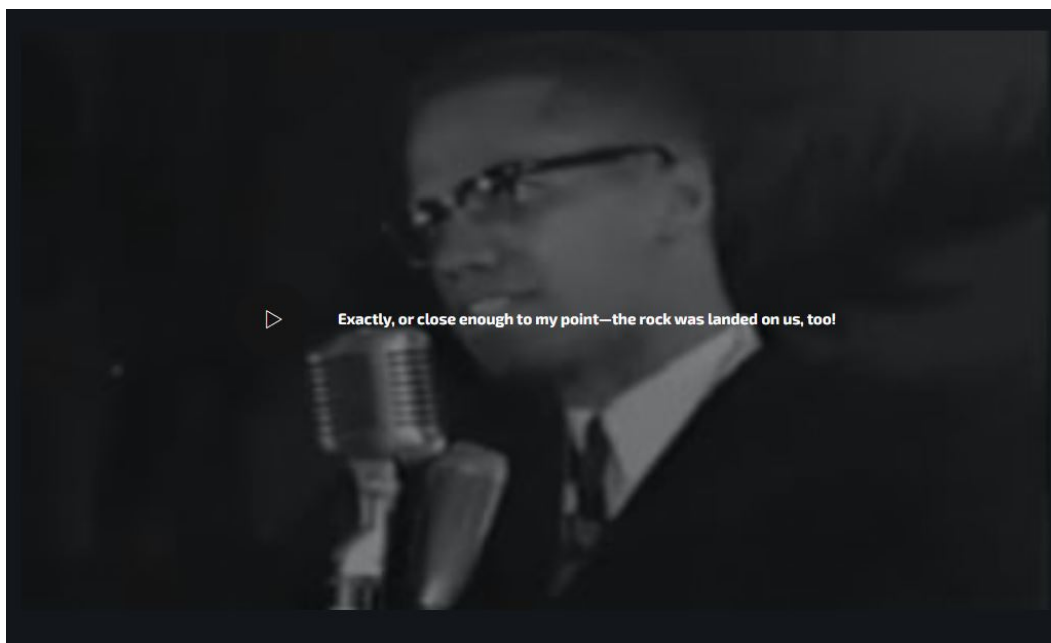 Exactly, or close enough to my point—the rock was landed on us, too!